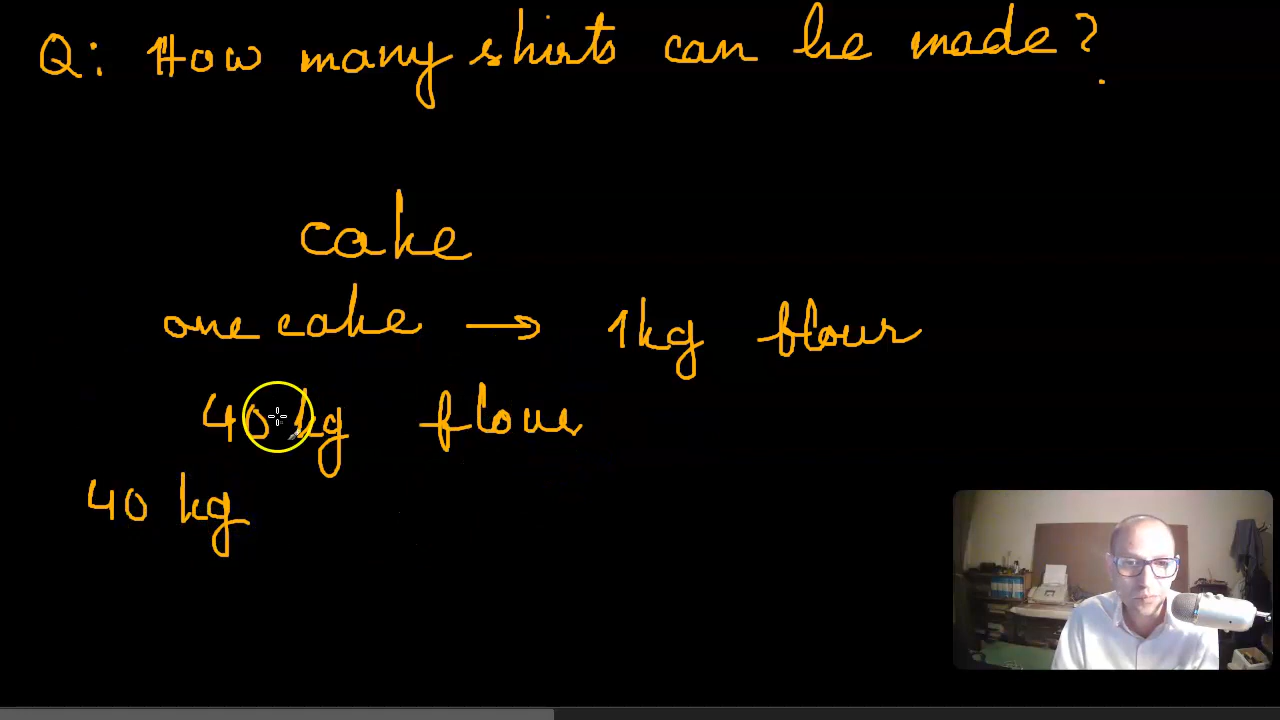 Q: How many shirts can be made?
cake
one cake → 1kg flour
40 kg flour
40 kg